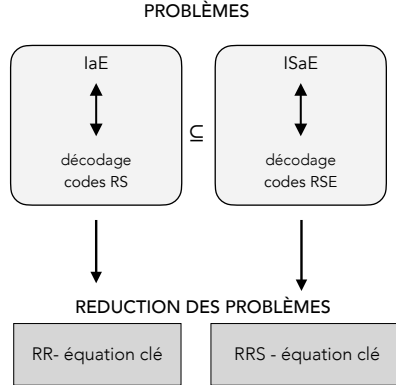 PROBLÈMES
IaE
ISaE
⊆
décodage
codes RS
décodage
codes RSE
REDUCTION DES PROBLÈMES
RR- équation clé
RRS - équation clé